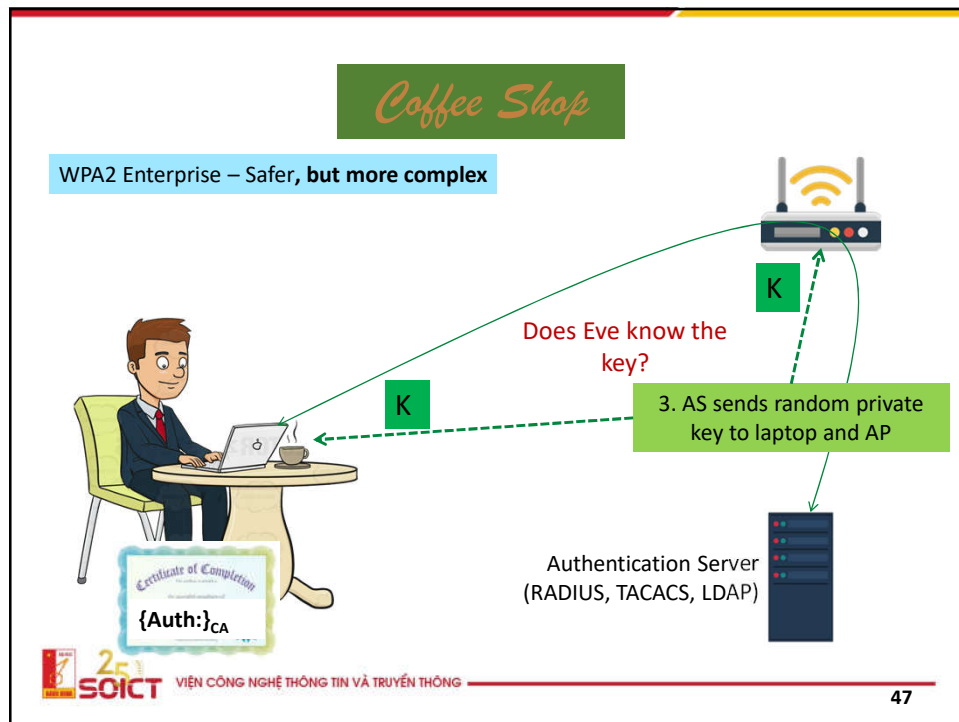 Coffee Shop
WPA2 Enterprise – Safer, but more complex
K
Does Eve know the
key?
K
3. AS sends random private
key to laptop and AP
Authentication Server
(RADIUS, TACACS, LDAP)
Certificate of Completion
{Auth:}CA
25
SOICT
VIỆN CÔNG NGHỆ THÔNG TIN VÀ TRUYỀN THÔNG
47